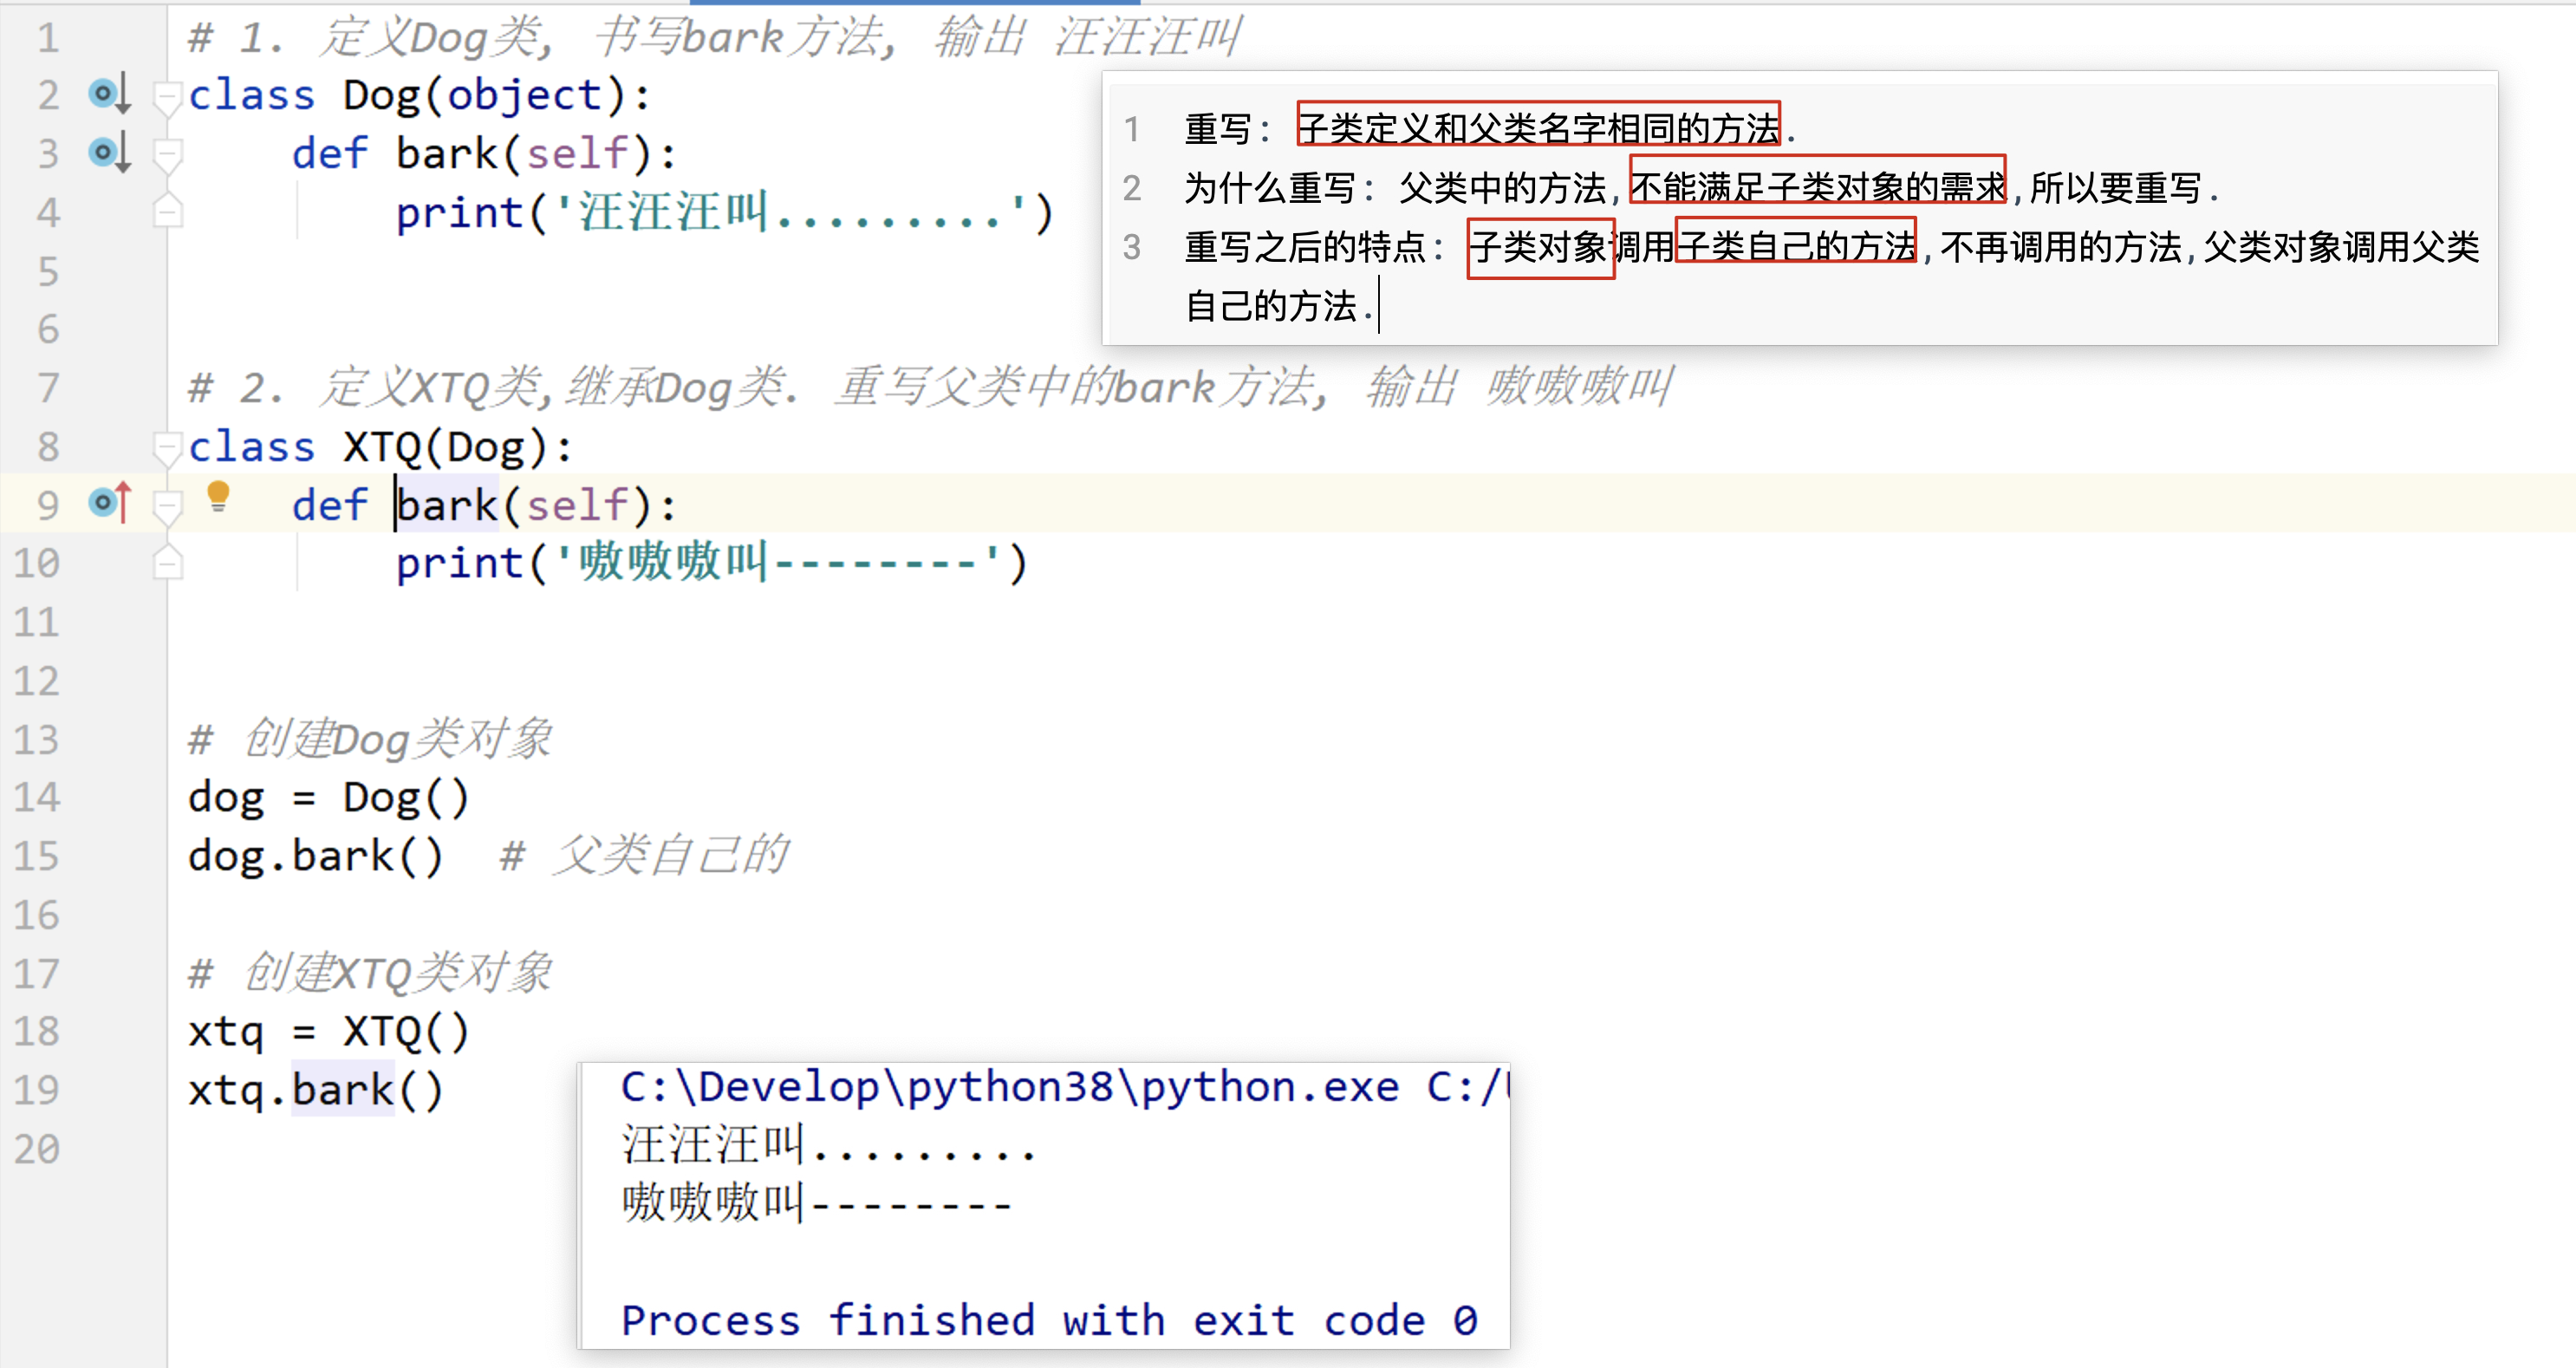 1 # 1. 定义Dog类, 书写bark方法, 输出 汪汪汪叫
2 class Dog(object):
3 def bark(self):
4 print('汪汪汪叫.........')
5
6
7 # 2. 定义XTQ类,继承Dog类. 重写父类中的bark方法, 输出 嗷嗷嗷叫
8 class XTQ(Dog):
9 def bark(self):
10 print('嗷嗷嗷叫--------')
11
12
13 # 创建Dog类对象
14 dog = Dog()
15 dog.bark()  # 父类自己的
16
17 # 创建XTQ类对象
18 xtq = XTQ()
19 xtq.bark()
20
1 重写: 子类定义和父类名字相同的方法.
2 为什么重写: 父类中的方法,不能满足子类对象的需求,所以要重写.
3 重写之后的特点: 子类对象调用子类自己的方法,不再调用的方法,父类对象调用父类
自己的方法.
C:\Develop\python38\python.exe C:/
汪汪汪叫.........
嗷嗷嗷叫--------
Process finished with exit code 0